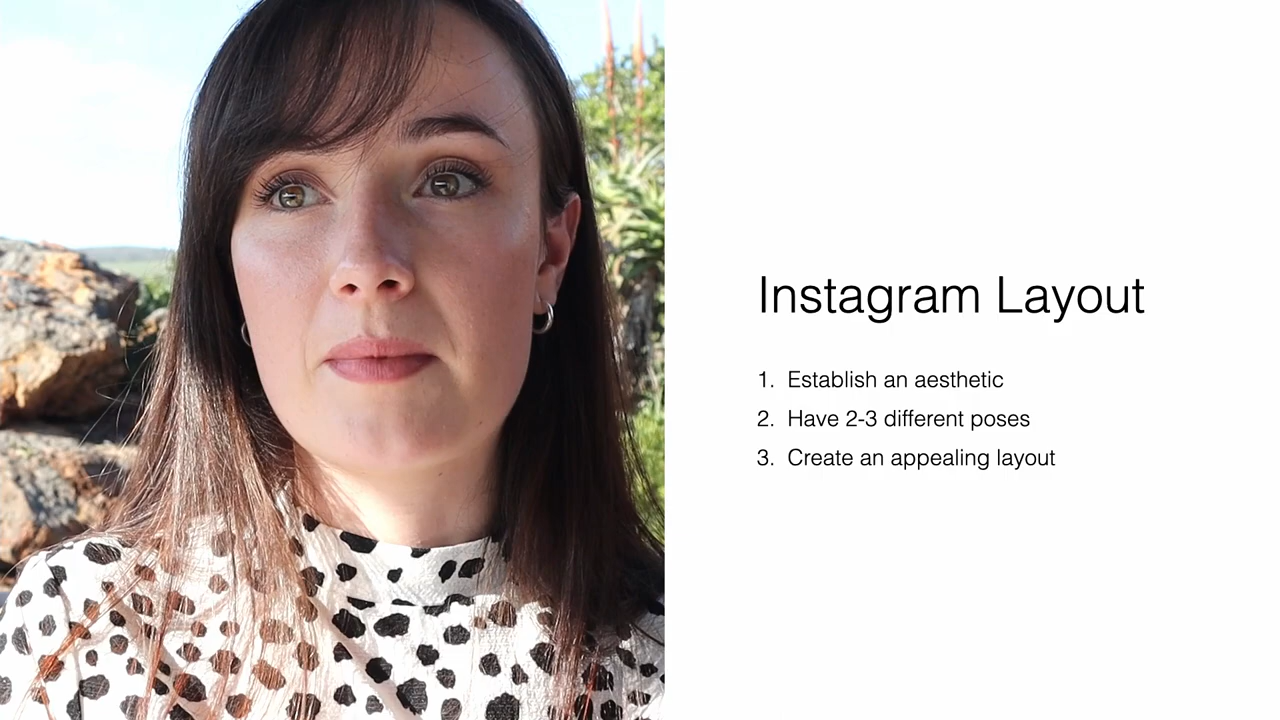 Instagram Layout
1. Establish an aesthetic
2. Have 2-3 different poses
3. Create an appealing layout